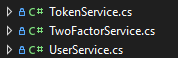 C# TokenService.cs
C# TwoFactorService.cs
C# UserService.cs